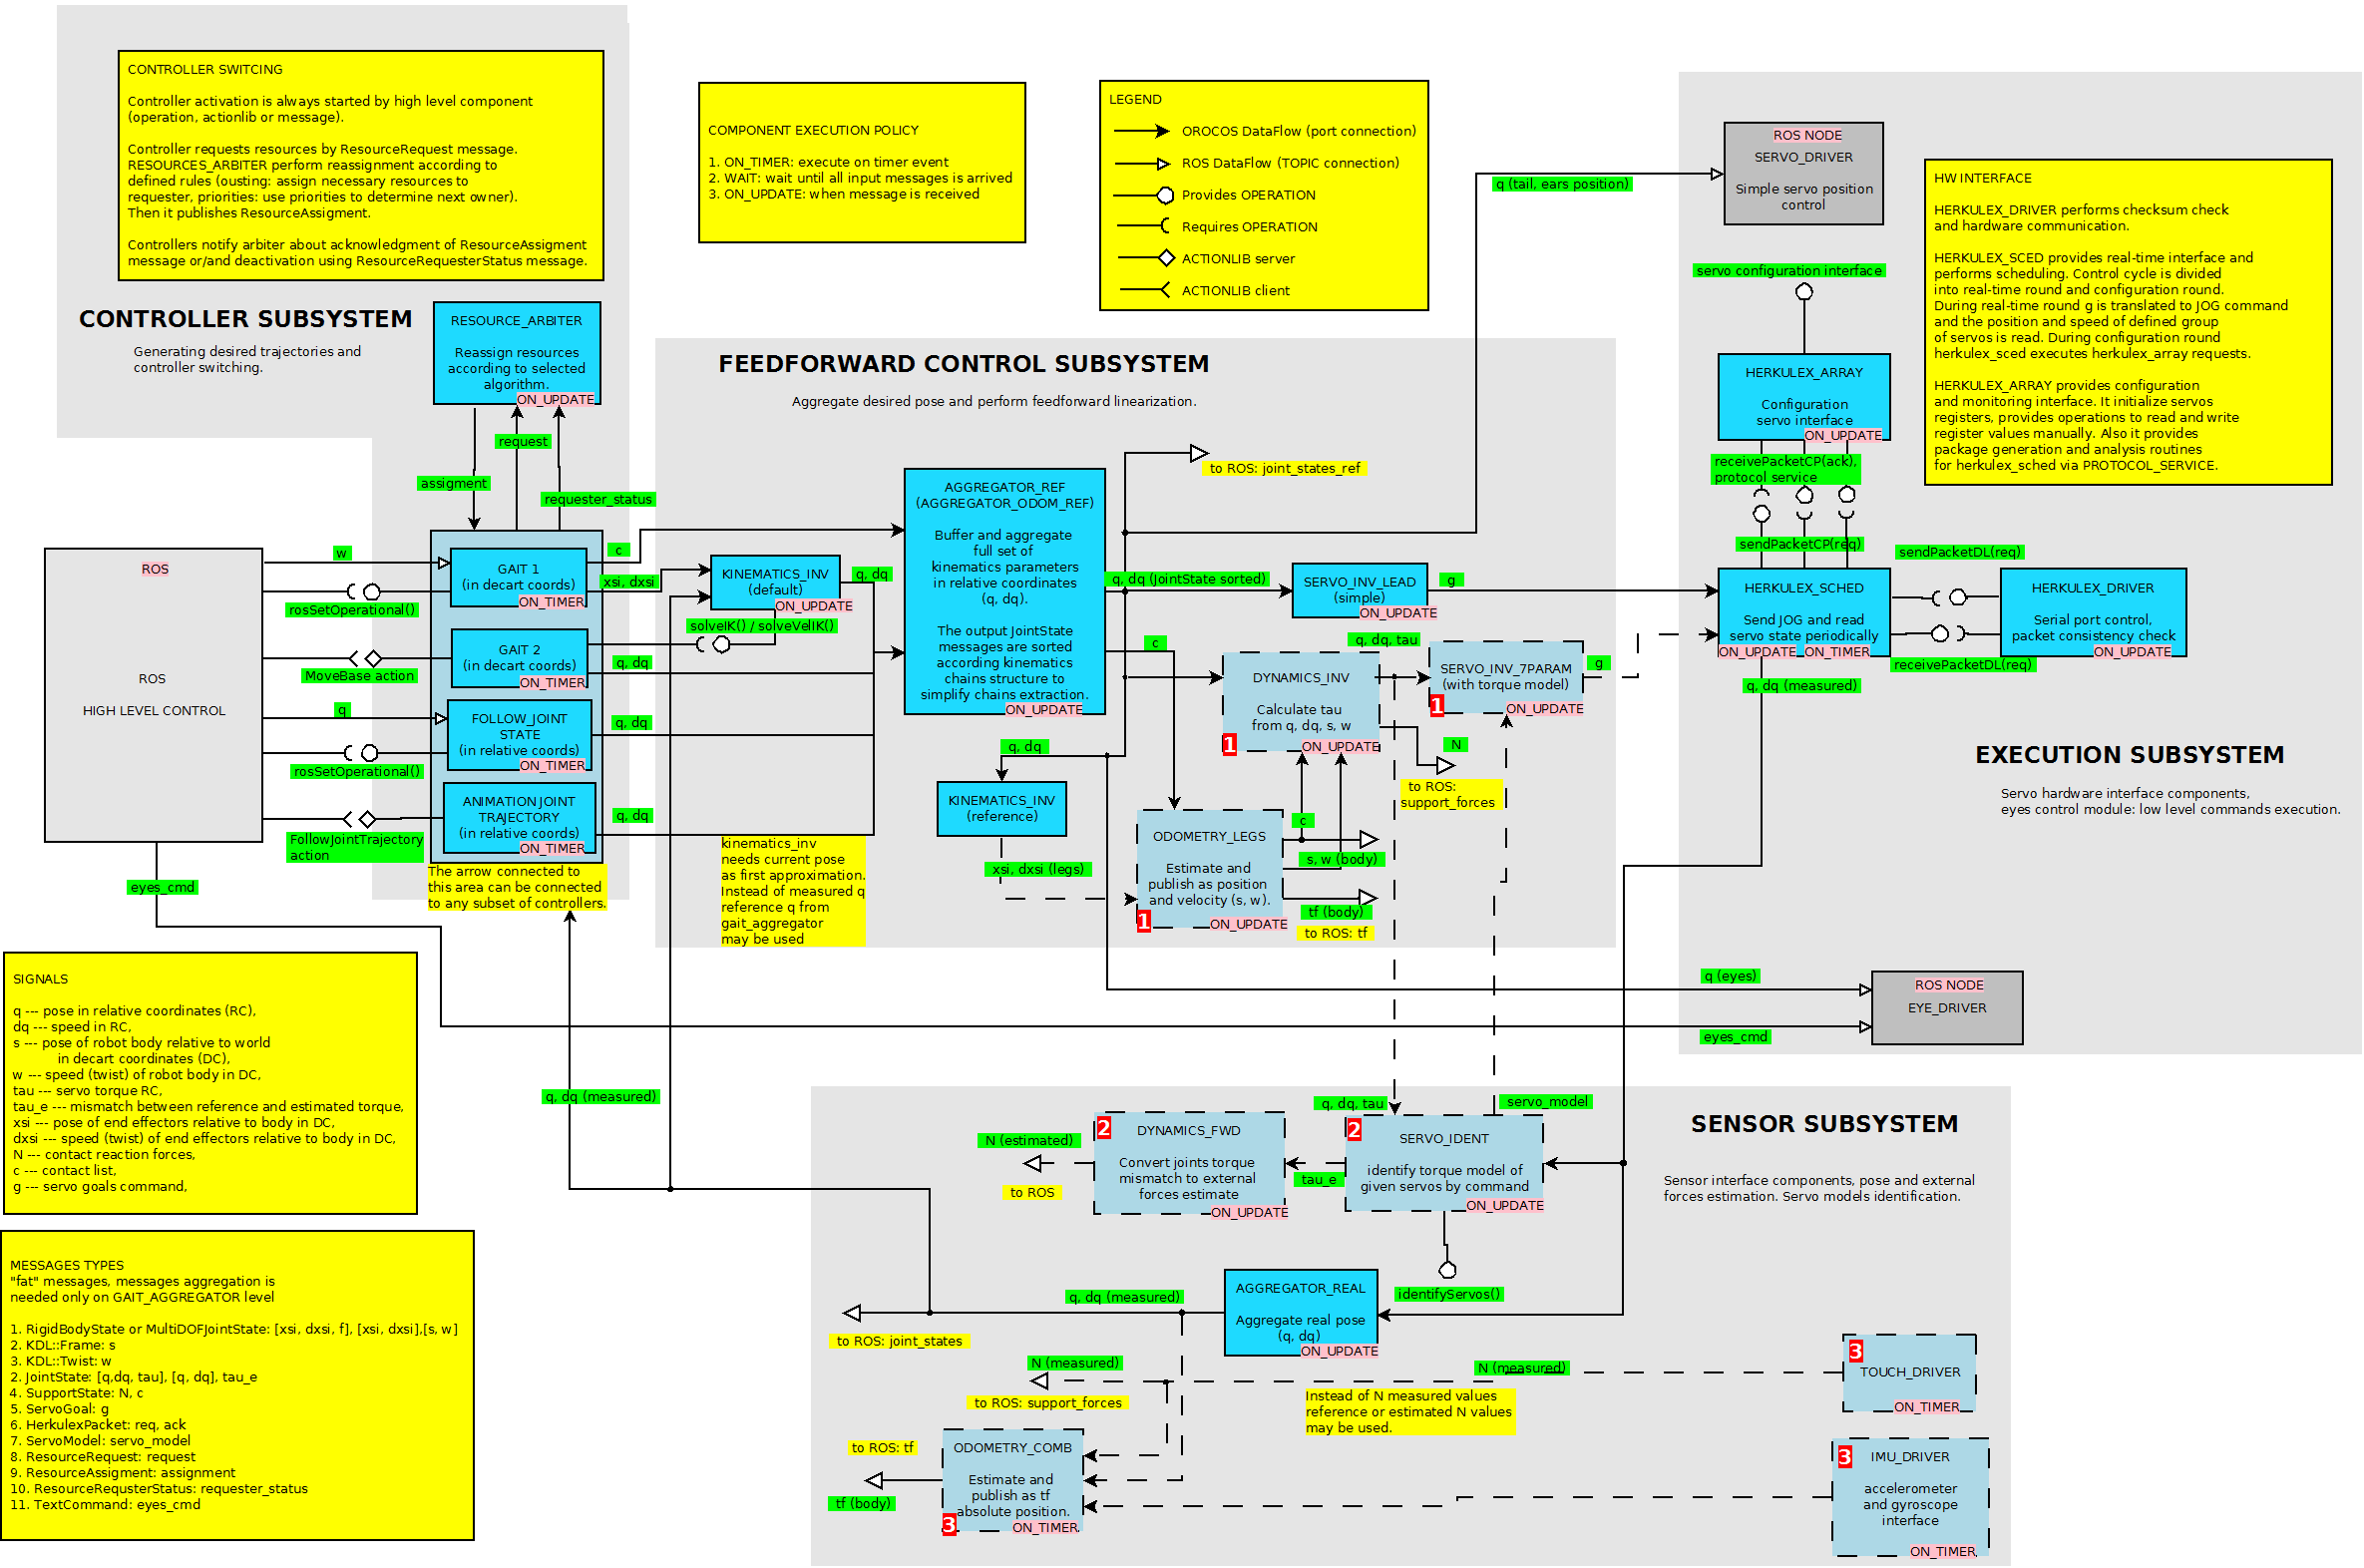 CONTROLLER SWITCING
Controller activation is always started by high level component
(operation, actionlib or message).
Controller requests resources by ResourceRequest message.
RESOURCES_ARBITER perform reassignment according to
defined rules (ousting: assign necessary resources to
requester, priorities: use priorities to determine next owner).
Then it publishes ResourceAssigment.
Controllers notify arbiter about acknowledgment of ResourceAssigment
message or/and deactivation using ResourceRequesterStatus message.
COMPONENT EXECUTION POLICY
1. ON_TIMER: execute on timer event
2. WAIT: wait until all input messages is arrived
3. ON_UPDATE: when message is received
LEGEND
OROCOS DataFlow (port connection)
ROS DataFlow (TOPIC connection)
Provides OPERATION
Requires OPERATION
ACTIONLIB server
ACTIONLIB client
q (tail, ears position)
ROS NODE
SERVO_DRIVER
Simple servo position
control
HW INTERFACE
HERKULEX_DRIVER performs checksum check
and hardware communication.
HERKULEX_SCED provides real-time interface and
performs scheduling. Control cycle is divided
into real-time round and configuration round.
During real-time round g is translated to JOG command
and the position and speed of defined group
of servos is read. During configuration round
herkulex_sced executes herkulex_array requests.
HERKULEX_ARRAY provides configuration
and monitoring interface. It initialize servos
registers, provides operations to read and write
register values manually. Also it provides
package generation and analysis routines
for herkulex_sched via PROTOCOL_SERVICE.
CONTROLLER SUBSYSTEM
Generating desired trajectories and
controller switching.
RESOURCE_ARBITER
Reassign resources
according to selected
algorithm.
ON_UPDATE
request
assigment
requester_status
FEEDFORWARD CONTROL SUBSYSTEM
Aggregate desired pose and perform feedforward linearization.
servo configuration interface
HERKULEX_ARRAY
Configuration
servo interface
ON_UPDATE
receivePacketCP(ack),
protocol service
sendPacketCP(req)
ROS
ROS
HIGH LEVEL CONTROL
w
rosSetOperational()
MoveBase action
q
rosSetOperational()
FollowJointTrajectory
action
eyes_cmd
GAIT 1
(in decart coords)
ON_TIMER
GAIT 2
(in decart coords)
ON_TIMER
FOLLOW_JOINT
STATE
(in relative coords)
ON_TIMER
ANIMATION JOINT
TRAJECTORY
(in relative coords)
ON_TIMER
The arrow connected to
this area can be connected
to any subset of controllers.
c
xsi, dxsi
q, dq
q, dq
q, dq
KINEMATICS_INV
(default)
ON_UPDATE
q, dq
solveIK() / solveVelIK()
kinematics_inv
needs current pose
as first approximation.
Instead of measured q
reference q from
gait_aggregator
may be used
AGGREGATOR_REF
(AGGREGATOR_ODOM_REF)
Buffer and aggregate
full set of
kinematics parameters
in relative coordinates
(q, dq).
The output JointState
messages are sorted
according kinematics
chains structure to
simplify chains extraction.
ON_UPDATE
to ROS: joint_states_ref
q, dq (JointState sorted)
SERVO_INV_LEAD
(simple)
ON_UPDATE
g
c
q, dq, tau
DYNAMICS_INV
Calculate tau
from q, dq, s, w
1
ON_UPDATE
SERVO_INV_7PARAM
(with torque model)
1
ON_UPDATE
g
N
to ROS:
support_forces
q, dq
KINEMATICS_INV
(reference)
xsi, dxsi (legs)
ODOMETRY_LEGS
Estimate and
publish as position
and velocity (s, w).
1
ON_UPDATE
c
s, w (body)
tf (body)
to ROS: tf
HERKULEX_SCHED
Send JOG and read
servo state periodically
ON_UPDATE
ON_TIMER
sendPacketDL(req)
receivePacketDL(req)
HERKULEX_DRIVER
Serial port control,
packet consistency check
ON_UPDATE
q, dq (measured)
EXECUTION SUBSYSTEM
Servo hardware interface components,
eyes control module: low level commands execution.
q (eyes)
eyes_cmd
ROS NODE
EYE_DRIVER
SIGNALS
q --- pose in relative coordinates (RC),
dq --- speed in RC,
s --- pose of robot body relative to world
in decart coordinates (DC),
w --- speed (twist) of robot body in DC,
tau --- servo torque RC,
tau_e --- mismatch between reference and estimated torque,
xsi --- pose of end effectors relative to body in DC,
dxsi --- speed (twist) of end effectors relative to body in DC,
N --- contact reaction forces,
c --- contact list,
g --- servo goals command,
q, dq (measured)
MESSAGES TYPES
"fat" messages, messages aggregation is
needed only on GAIT_AGGREGATOR level
1. RigidBodyState or MultiDOFJointState: [xsi, dxsi, f], [xsi, dxsi],[s, w]
2. KDL::Frame: s
3. KDL::Twist: w
2. JointState: [q,dq, tau], [q, dq], tau_e
4. SupportState: N, c
5. ServoGoal: g
6. HerkulexPacket: req, ack
7. ServoModel: servo_model
8. ResourceRequest: request
9. ResourceAssigment: assignment
10. ResourceRequsterStatus: requester_status
11. TextCommand: eyes_cmd
SENSOR SUBSYSTEM
Sensor interface components, pose and external
forces estimation. Servo models identification.
N (estimated)
to ROS
2
DYNAMICS_FWD
Convert joints torque
mismatch to external
forces estimate
ON_UPDATE
tau_e
q, dq, tau
servo_model
2
SERVO_IDENT
identify torque model of
given servos by command
ON_UPDATE
identifyServos()
AGGREGATOR_REAL
Aggregate real pose
(q, dq)
ON_UPDATE
q, dq (measured)
to ROS: joint_states
N (measured)
to ROS: support_forces
N (measured)
Instead of N measured values
reference or estimated N values
may be used.
3
TOUCH_DRIVER
ON_TIMER
to ROS: tf
tf (body)
ODOMETRY_COMB
Estimate and
publish as tf
absolute position.
3
ON_TIMER
3
IMU_DRIVER
accelerometer
and gyroscope
interface
ON_TIMER